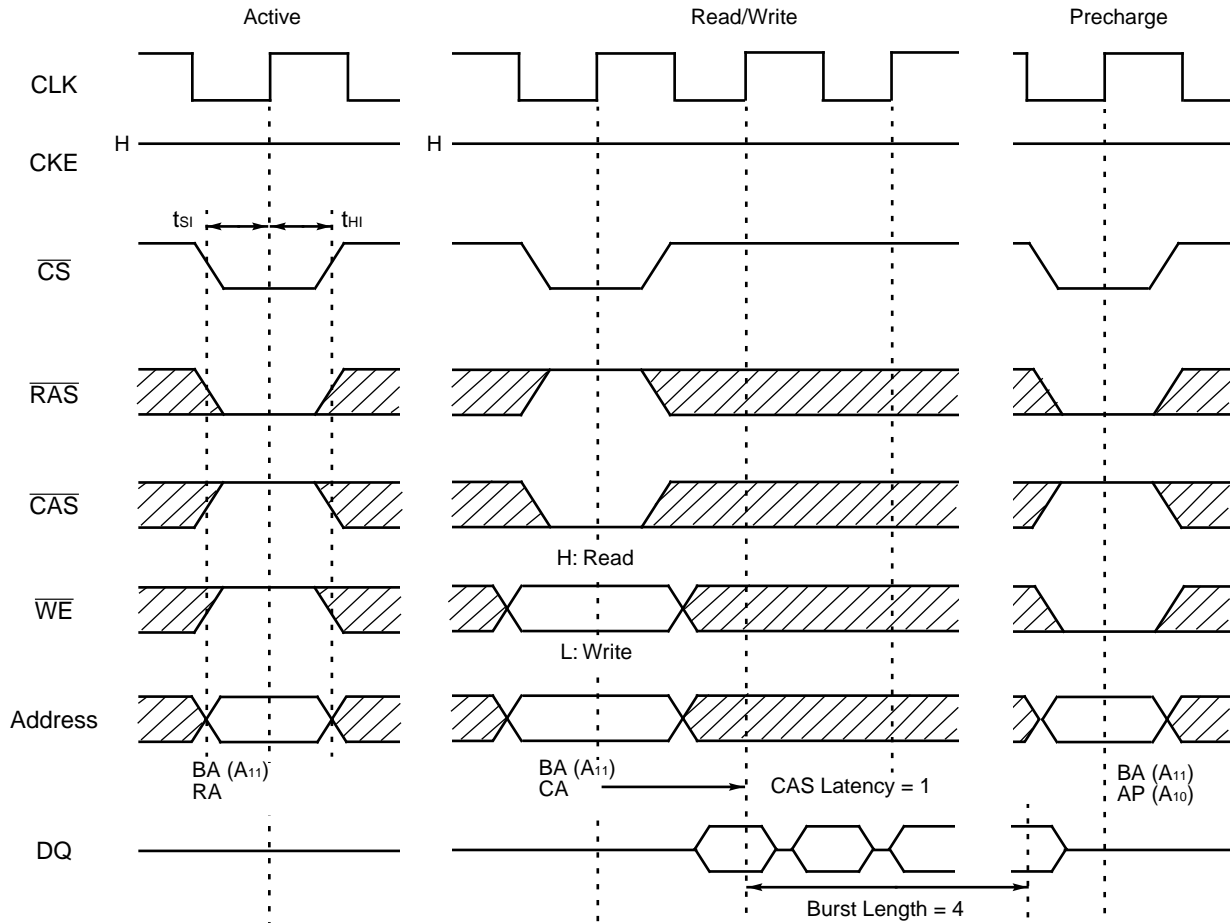 Active Read/Write Precharge
CLK
H H
CKE
tSI tHI
CS
RAS
CAS
H: Read
WE
L: Write
Address
BA (A11) BA (A11) BA (A11)
RA CA CAS Latency = 1 AP (A10)
DQ
Burst Length = 4